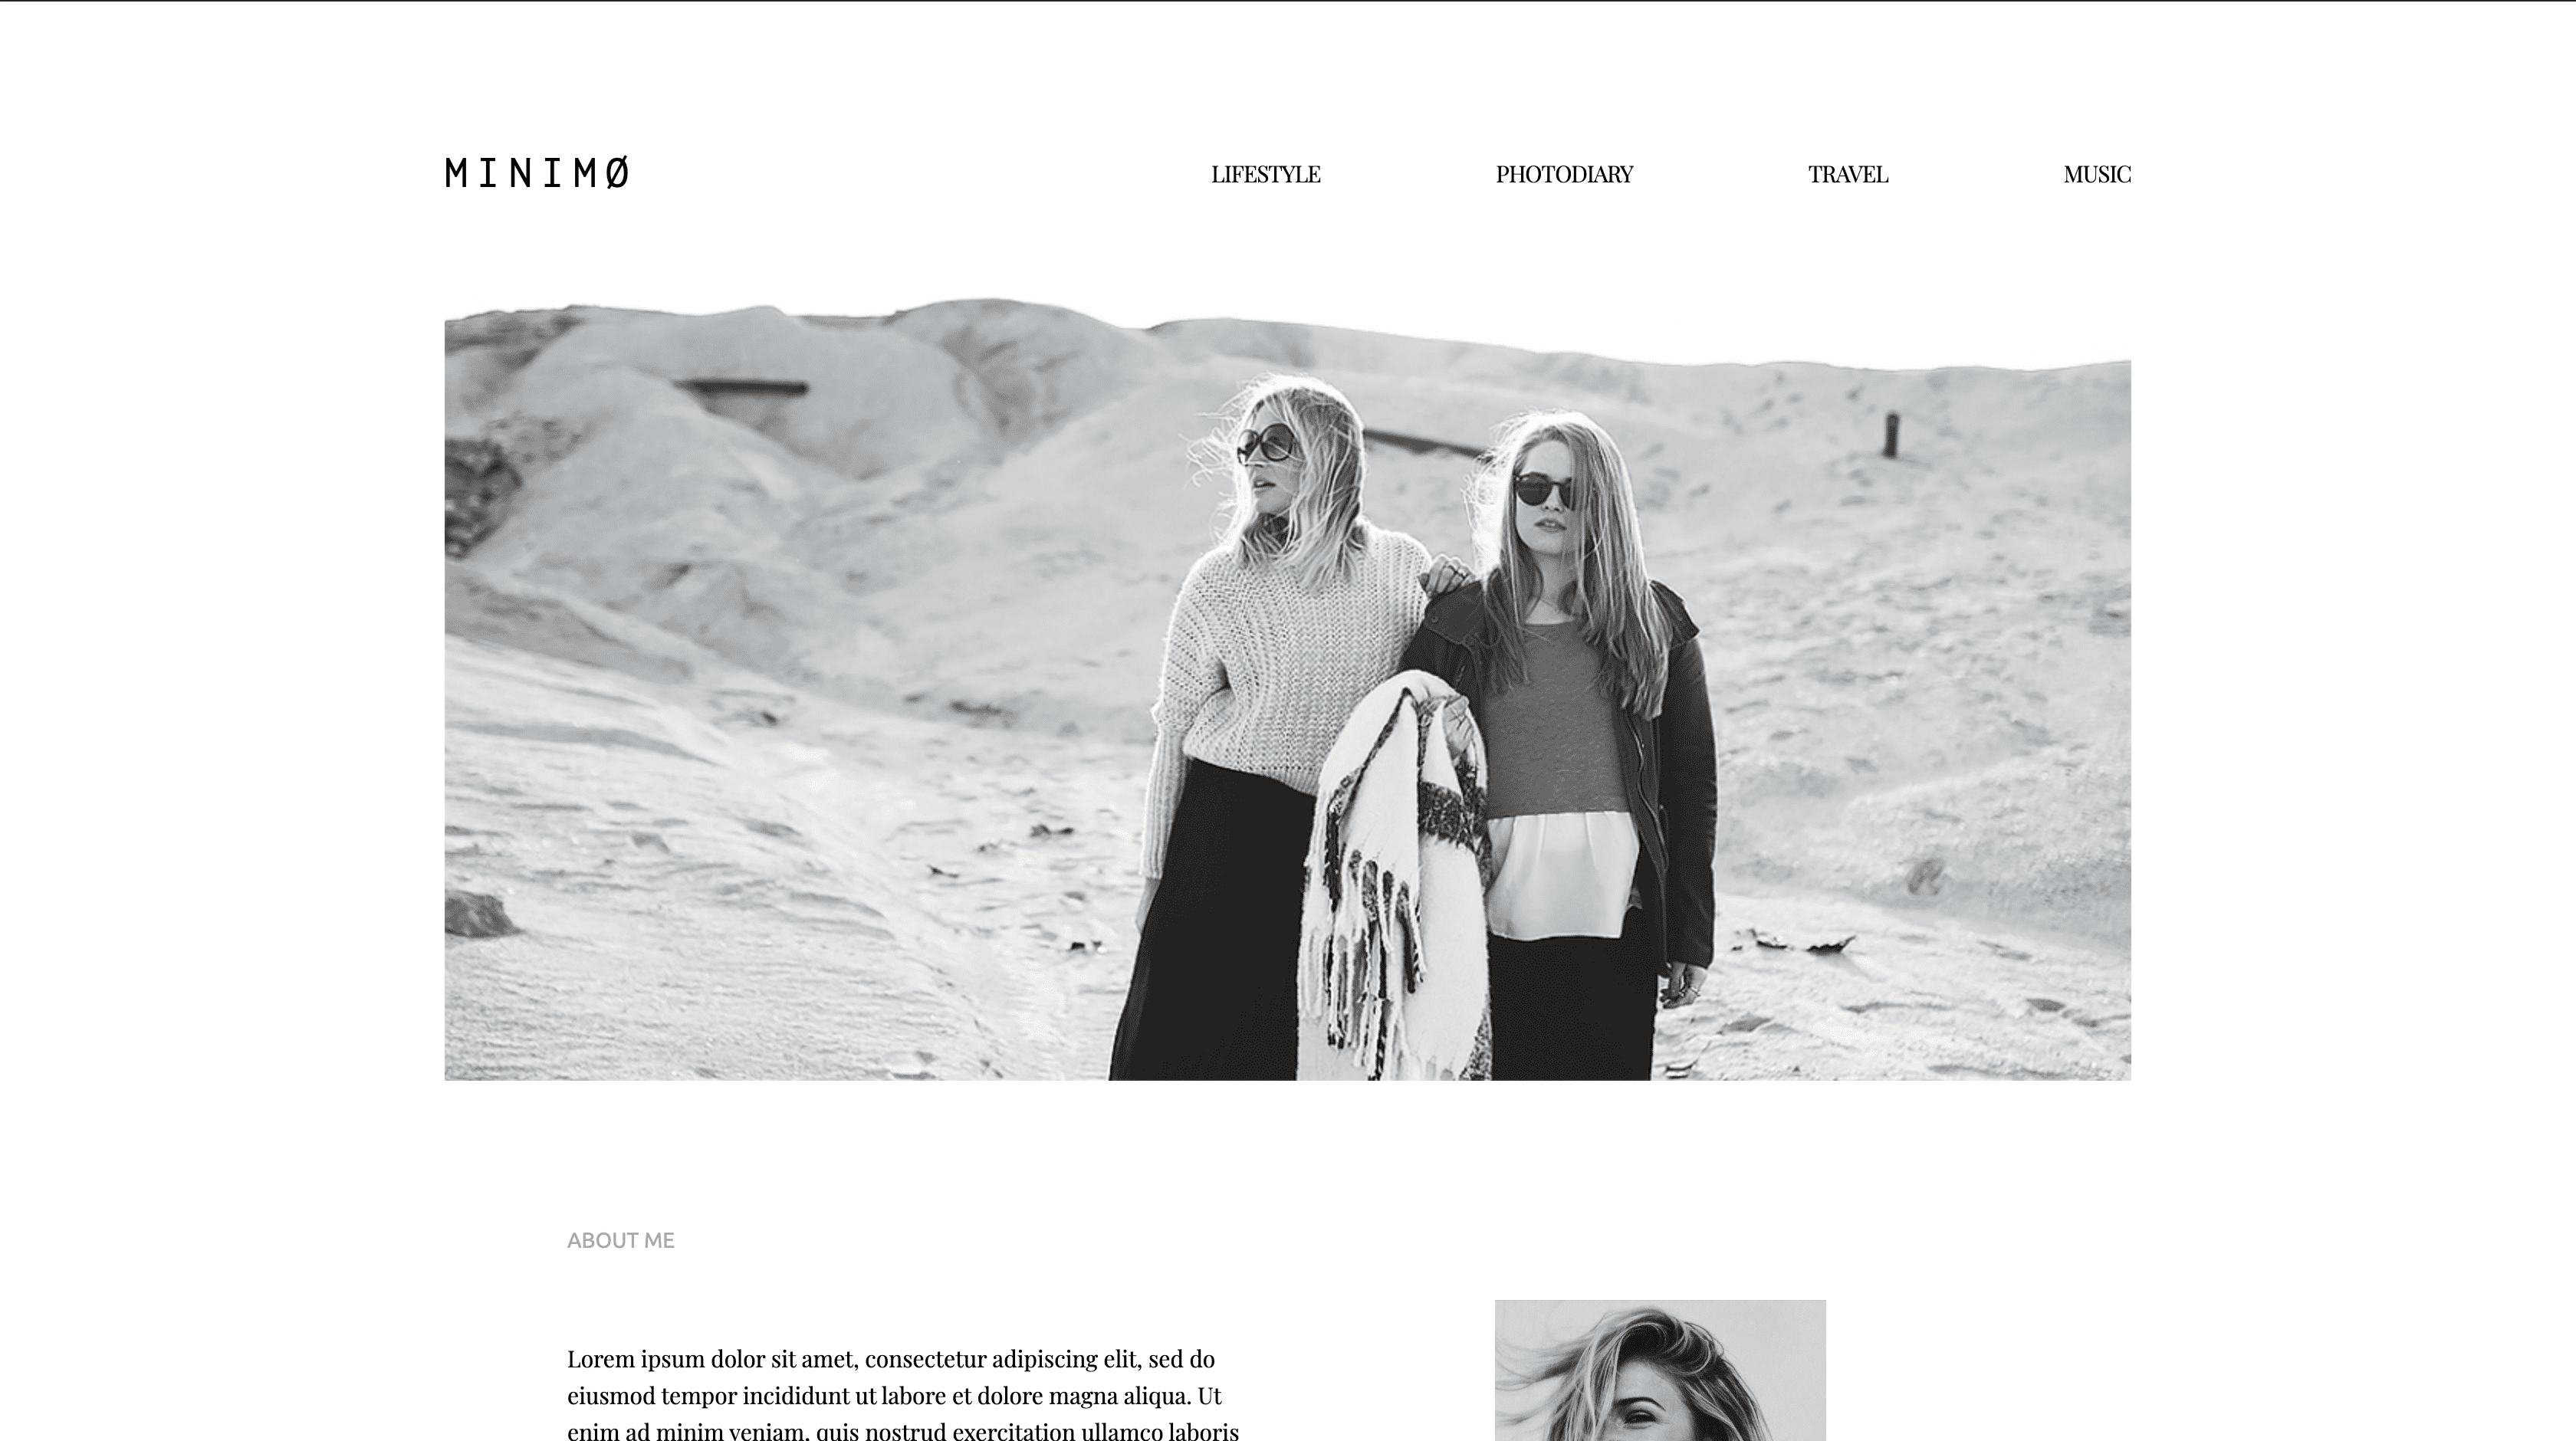 MINIMØ
LIFESTYLE
PHOTODIARY
TRAVEL
MUSIC
ABOUT ME
Lorem ipsum dolor sit amet, consectetur adipiscing elit, sed do
eiusmod tempor incididunt ut labore et dolore magna aliqua. Ut
enim ad minim veniam, quis nostrud exercitation ullamco laboris